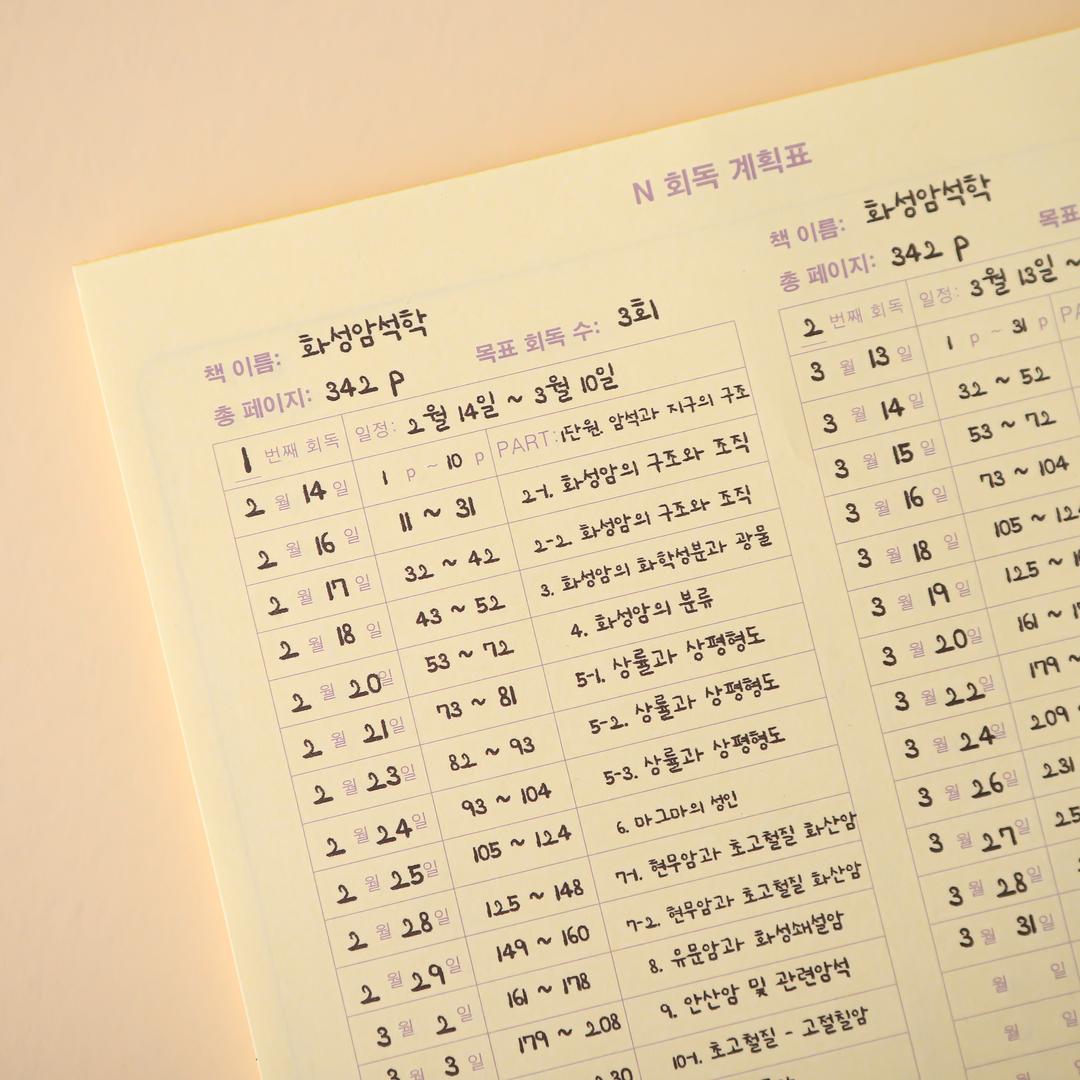 N 회독 계획표
책 이름: 화성암석학 목표 회독 수: 3회
총 페이지: 342 p
1 번째 회독 일정: 2월 14일 ~ 3월 10일
2 월 14 일 1 p ~ 10 p PART: 1단원. 암석과 지구의 구조
2 월 16 일 11 ~ 31 2-1. 화성암의 구조와 조직
2 월 17 일 32 ~ 42 2-2. 화성암의 구조와 조직
2 월 18 일 43 ~ 52 3. 화성암의 화학성분과 광물
2 월 20 일 53 ~ 72 4. 화성암의 분류
2 월 21 일 73 ~ 81 5-1. 상률과 상평형도
2 월 23 일 82 ~ 93 5-2. 상률과 상평형도
2 월 24 일 93 ~ 104 5-3. 상률과 상평형도
2 월 25 일 105 ~ 124 6. 마그마의 성인
2 월 28 일 125 ~ 148 7-1. 현무암과 초고철질 화산암
2 월 29 일 149 ~ 160 7-2. 현무암과 초고철질 화산암
3 월 2 일 161 ~ 178 8. 유문암과 화성쇄설암
3 월 3 일 179 ~ 208 9. 안산암 및 관련암석
10-1. 초고철질 - 고절칠암
책 이름: 화성암석학 목표
총 페이지: 342 p
2 번째 회독 일정: 3월 13일 ~
3 월 13 일 1 p ~ 31 p
3 월 14 일 32 ~ 52
3 월 15 일 53 ~ 72
3 월 16 일 73 ~ 104
3 월 18 일 105 ~
3 월 19 일 125 ~
3 월 20 일 161 ~
3 월 22 일 179 ~
3 월 24 일 209
3 월 26 일 231
3 월 27 일
3 월 28 일
3 월 31 일
월 일
월 일